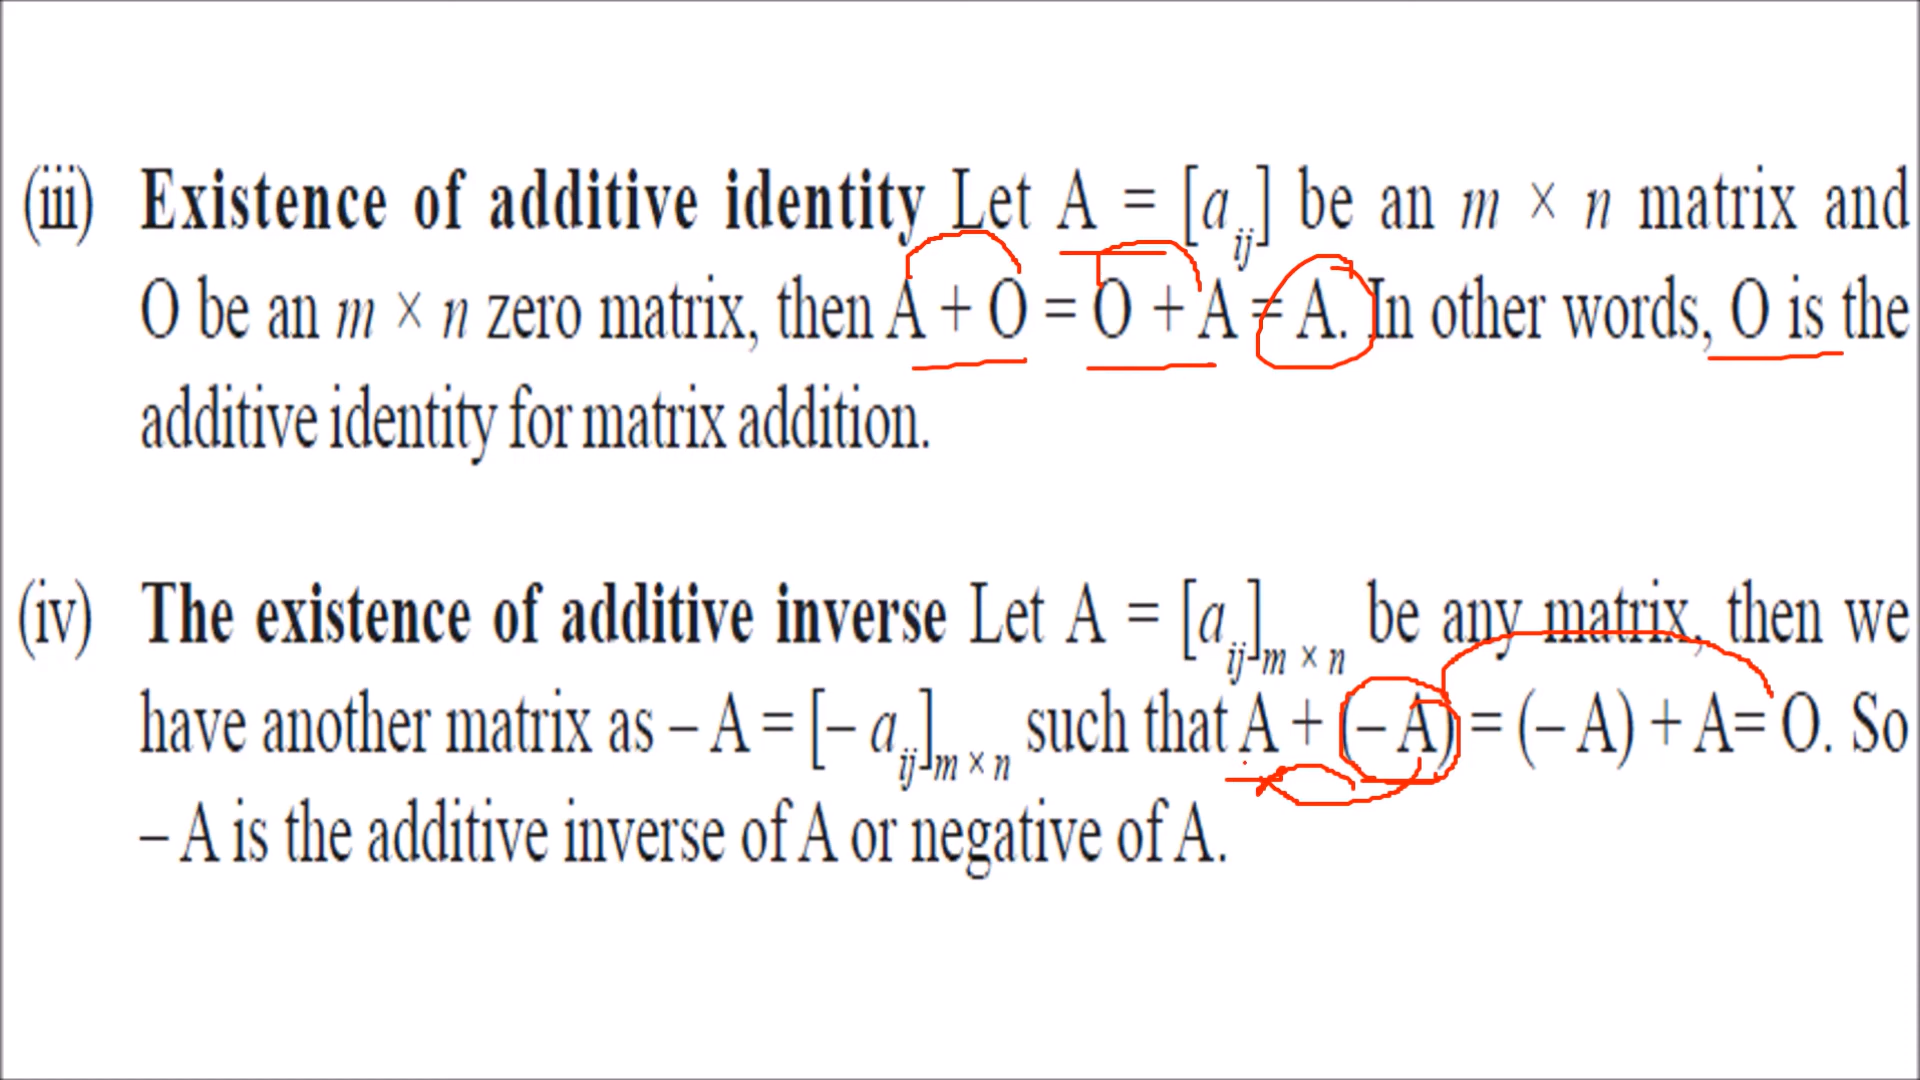 (iii) Existence of additive identity Let A = [a_ij] be an m × n matrix and
O be an m × n zero matrix, then A + O = O + A = A. In other words, O is the
additive identity for matrix addition.
(iv) The existence of additive inverse Let A = [a_ij]_m × n be any matrix, then we
have another matrix as – A = [– a_ij]_m × n such that A + (– A) = (– A) + A= O. So
– A is the additive inverse of A or negative of A.